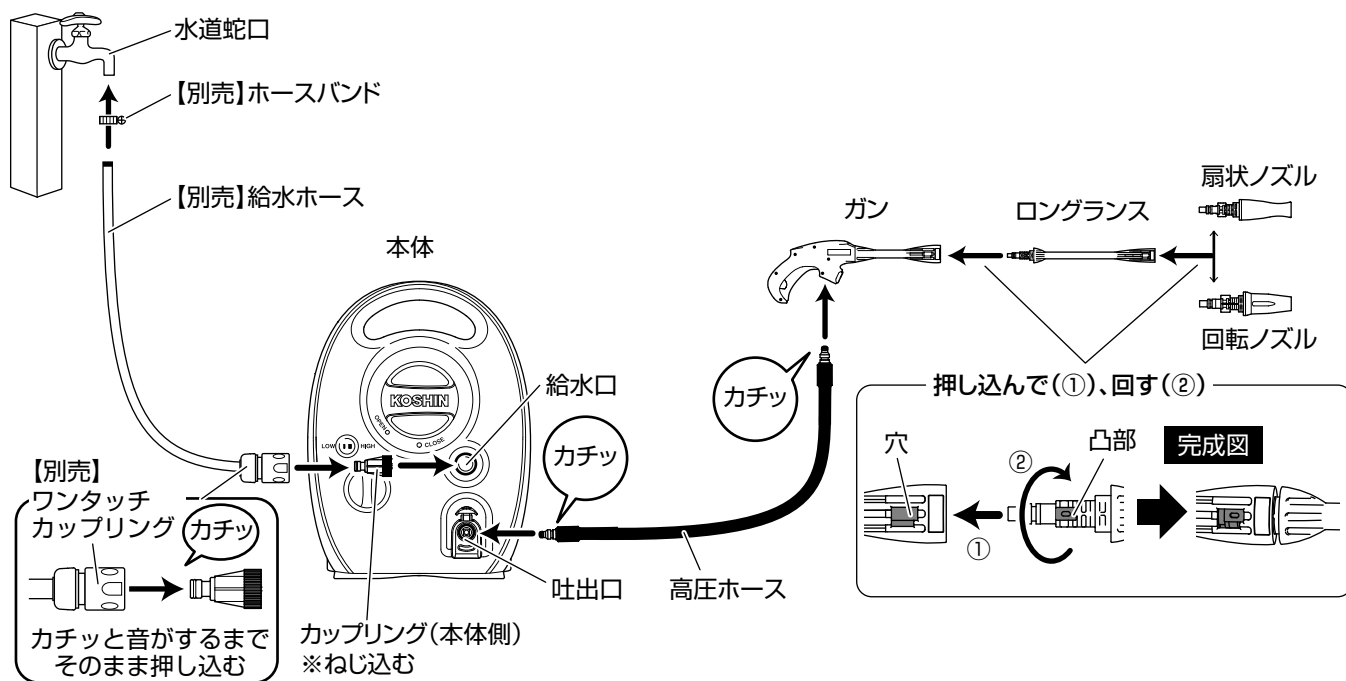 水道蛇口
【別売】ホースバンド
【別売】給水ホース
本体
KOSHIN
OPEN
CLOSE
LOW
HIGH
給水口
カチッ
吐出口
高圧ホース
カップリング(本体側)
※ねじ込む
【別売】
ワンタッチ
カップリング
カチッ
カチッと音がするまで
そのまま押し込む
ガン
カチッ
ロングランス
扇状ノズル
回転ノズル
押し込んで(①)、回す(②)
穴
①
②
凸部
完成図